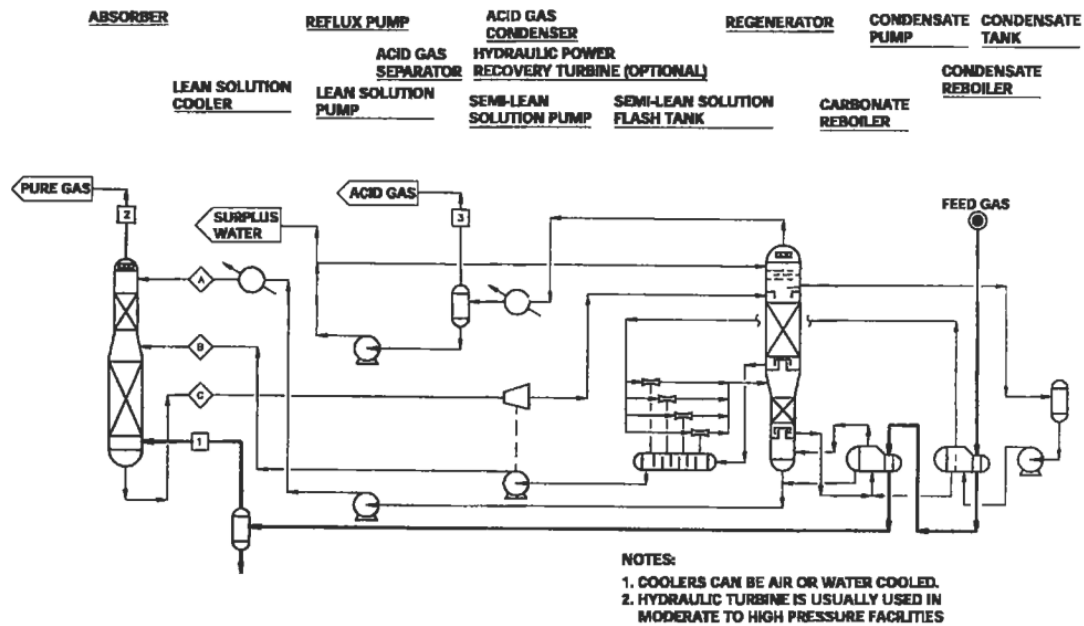 ABSORBER
REFLUX PUMP
ACID GAS
CONDENSER
REGENERATOR
CONDENSATE
PUMP
CONDENSATE
TANK
ACID GAS
SEPARATOR
HYDRAULIC POWER
RECOVERY TURBINE (OPTIONAL)
LEAN SOLUTION
COOLER
LEAN SOLUTION
PUMP
SEMI-LEAN
SOLUTION PUMP
SEMI-LEAN SOLUTION
FLASH TANK
CARBONATE
REBOILER
CONDENSATE
REBOILER
PURE GAS
2
ACID GAS
3
SURPLUS
WATER
FEED GAS
A
B
C
1
NOTES:
1. COOLERS CAN BE AIR OR WATER COOLED.
2. HYDRAULIC TURBINE IS USUALLY USED IN
MODERATE TO HIGH PRESSURE FACILITIES